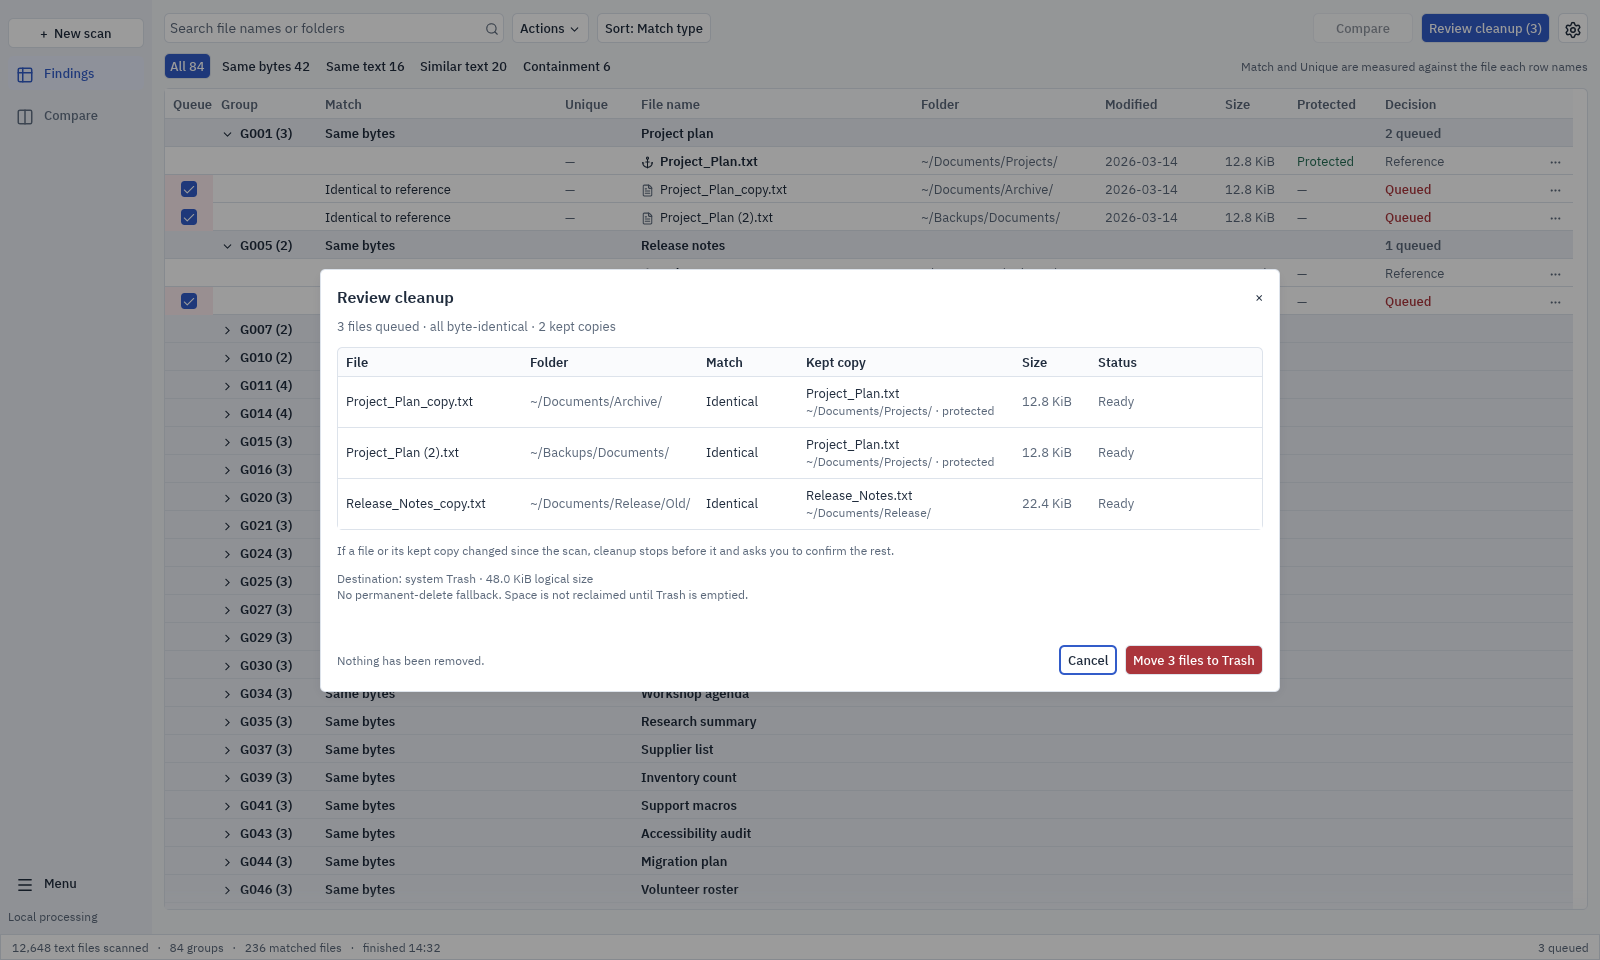 + New scan
Search file names or folders
Actions
Sort: Match type
Compare
Review cleanup (3)
Findings
Compare
All 84 Same bytes 42 Same text 16 Similar text 20 Containment 6
Match and Unique are measured against the file each row names
Queue Group Match Unique File name Folder Modified Size Protected Decision
G001 (3) Same bytes Project plan 2 queued
— Project_Plan.txt ~/Documents/Projects/ 2026-03-14 12.8 KiB Protected Reference ...
Identical to reference — Project_Plan_copy.txt ~/Documents/Archive/ 2026-03-14 12.8 KiB — Queued ...
Identical to reference — Project_Plan (2).txt ~/Backups/Documents/ 2026-03-14 12.8 KiB — Queued ...
G005 (2) Same bytes Release notes 1 queued
— Reference ...
— Queued ...
G007 (2)
G010 (2)
G011 (4)
G014 (4)
G015 (3)
G016 (3)
G020 (3)
G021 (3)
G024 (3)
G025 (3)
G027 (3)
G029 (3)
G030 (3)
Review cleanup ×
3 files queued · all byte-identical · 2 kept copies
File Folder Match Kept copy Size Status
Project_Plan_copy.txt ~/Documents/Archive/ Identical Project_Plan.txt 12.8 KiB Ready
~/Documents/Projects/ · protected
Project_Plan (2).txt ~/Backups/Documents/ Identical Project_Plan.txt 12.8 KiB Ready
~/Documents/Projects/ · protected
Release_Notes_copy.txt ~/Documents/Release/Old/ Identical Release_Notes.txt 22.4 KiB Ready
~/Documents/Release/
If a file or its kept copy changed since the scan, cleanup stops before it and asks you to confirm the rest.
Destination: system Trash · 48.0 KiB logical size
No permanent-delete fallback. Space is not reclaimed until Trash is emptied.
Nothing has been removed.
Cancel
Move 3 files to Trash
G034 (3) Same bytes Workshop agenda
G035 (3) Same bytes Research summary
G037 (3) Same bytes Supplier list
G039 (3) Same bytes Inventory count
G041 (3) Same bytes Support macros
G043 (3) Same bytes Accessibility audit
G044 (3) Same bytes Migration plan
G046 (3) Same bytes Volunteer roster
Menu
Local processing
12,648 text files scanned · 84 groups · 236 matched files · finished 14:32
3 queued